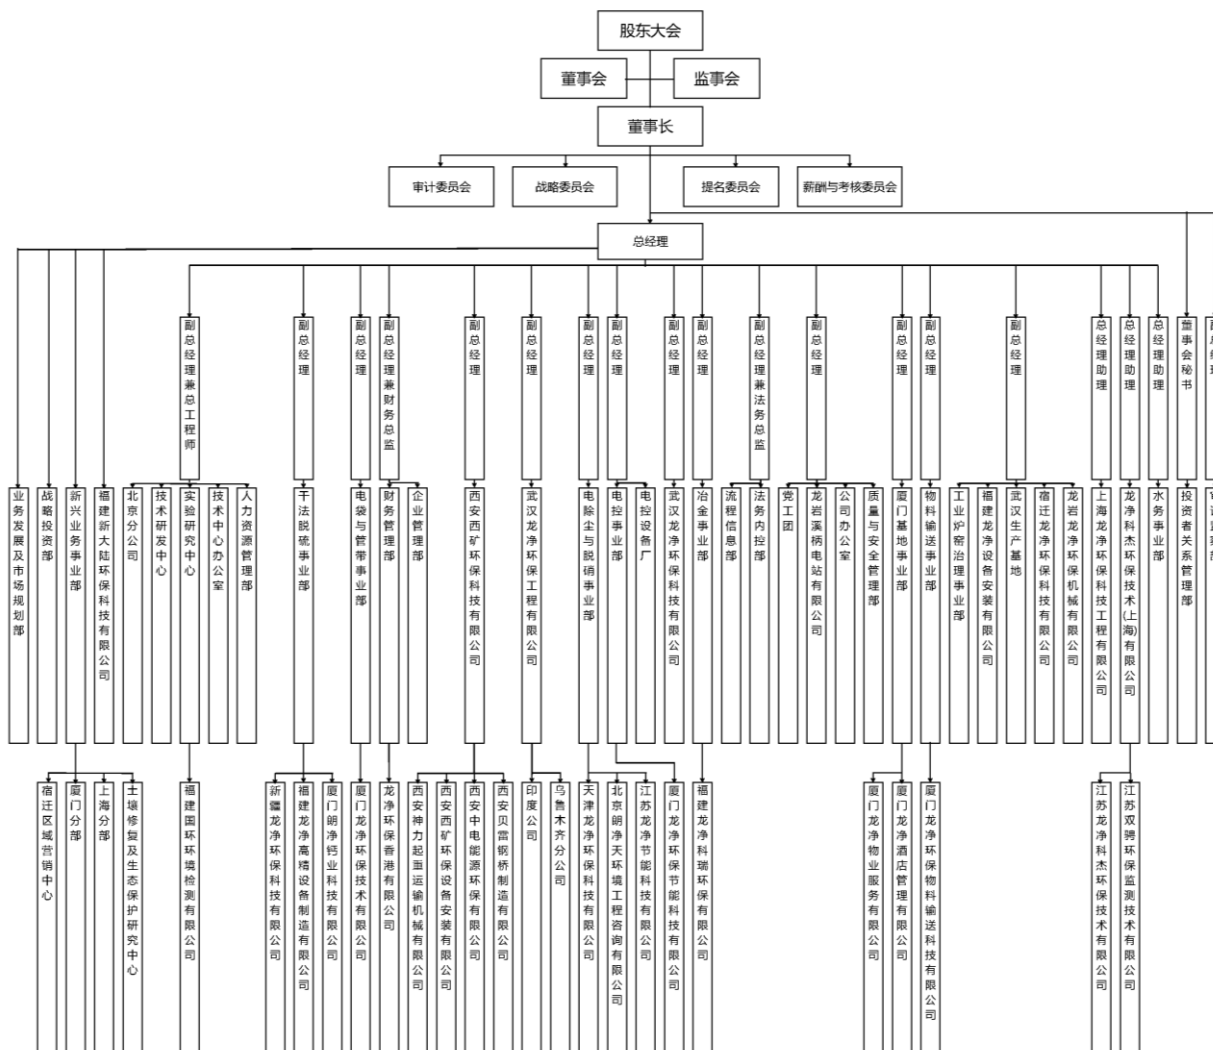 股东大会
董事会
监事会
董事长
审计委员会
战略委员会
提名委员会
薪酬与考核委员会
总经理
副总经理兼总工程师
副总经理
副总经理
副总经理兼财务总监
副总经理
副总经理
副总经理
副总经理
副总经理
副总经理
副总经理兼法务总监
副总经理
副总经理
副总经理
副总经理
总经理助理
总经理助理
总经理助理
董事会秘书
业务发展及市场规划部
战略投资部
新兴业务事业部
福建新大陆环保科技有限公司
北京分公司
技术研发中心
实验研究中心
技术中心办公室
人力资源管理部
干法脱硫事业部
电袋与管带事业部
财务管理部
企业管理部
西安西矿环保科技有限公司
武汉龙净环保工程有限公司
电除尘与脱硝事业部
电控事业部
电控设备厂
武汉龙净环保科技有限公司
冶金事业部
流程信息部
法务内控部
党工团
龙岩溪柄电站有限公司
公司办公室
质量与安全管理部
厦门基地事业部
物料输送事业部
工业炉窑治理事业部
福建龙净设备安装有限公司
武汉生产基地
宿迁龙净环保科技有限公司
龙岩龙净环保机械有限公司
上海龙净环保科技工程有限公司
龙净科杰环保技术(上海)有限公司
水务事业部
投资者关系管理部
宿迁区域营销中心
厦门分部
上海分部
土壤修复及生态保护研究中心
福建国环环境检测有限公司
新疆龙净环保科技有限公司
福建龙净高精设备制造有限公司
厦门朗净钙业科技有限公司
厦门龙净环保技术有限公司
龙净环保香港有限公司
西安神力起重运输机械有限公司
西安西矿环保设备安装有限公司
西安中电能源环保有限公司
西安贝雷钢桥制造有限公司
印度公司
乌鲁木齐分公司
天津龙净环保科技有限公司
北京朗净天环境工程咨询有限公司
江苏龙净节能科技有限公司
厦门龙净环保节能科技有限公司
福建龙净科瑞环保有限公司
厦门龙净物业服务有限公司
厦门龙净酒店管理有限公司
厦门龙净环保物料输送科技有限公司
江苏龙净科杰环保技术有限公司
江苏双骋环保监测技术有限公司